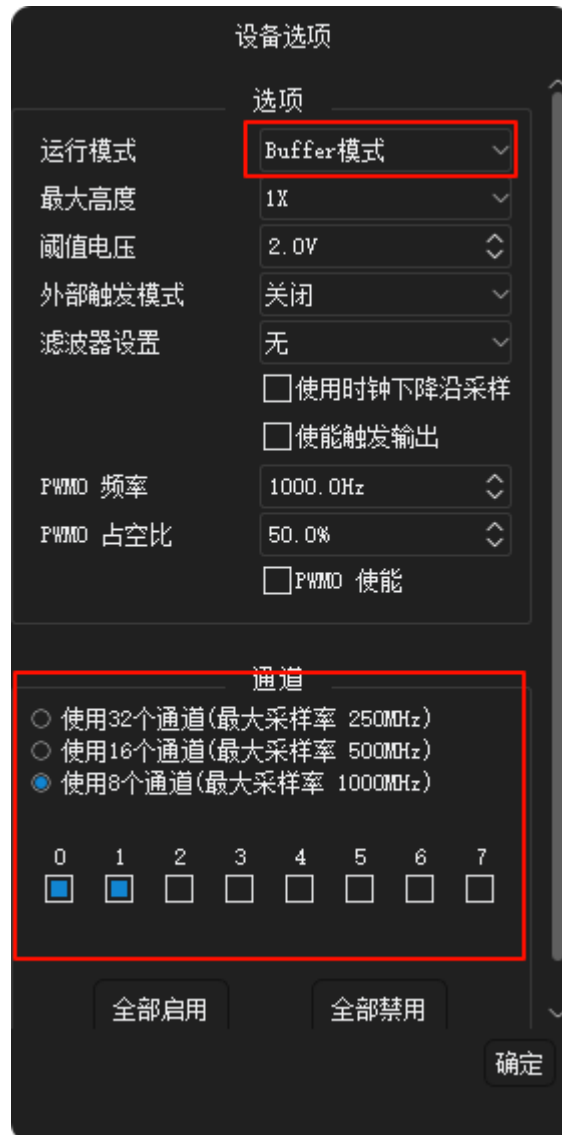 设备选项
选项
运行模式 Buffer模式
最大高度 1X
阈值电压 2.0V
外部触发模式 关闭
滤波器设置 无
使用时钟下降沿采样
使能触发输出
PWM0 频率 1000.0Hz
PWM0 占空比 50.0%
PWM0 使能
通道
使用32个通道(最大采样率 250MHz)
使用16个通道(最大采样率 500MHz)
使用8个通道(最大采样率 1000MHz)
0 1 2 3 4 5 6 7
全部启用 全部禁用
确定